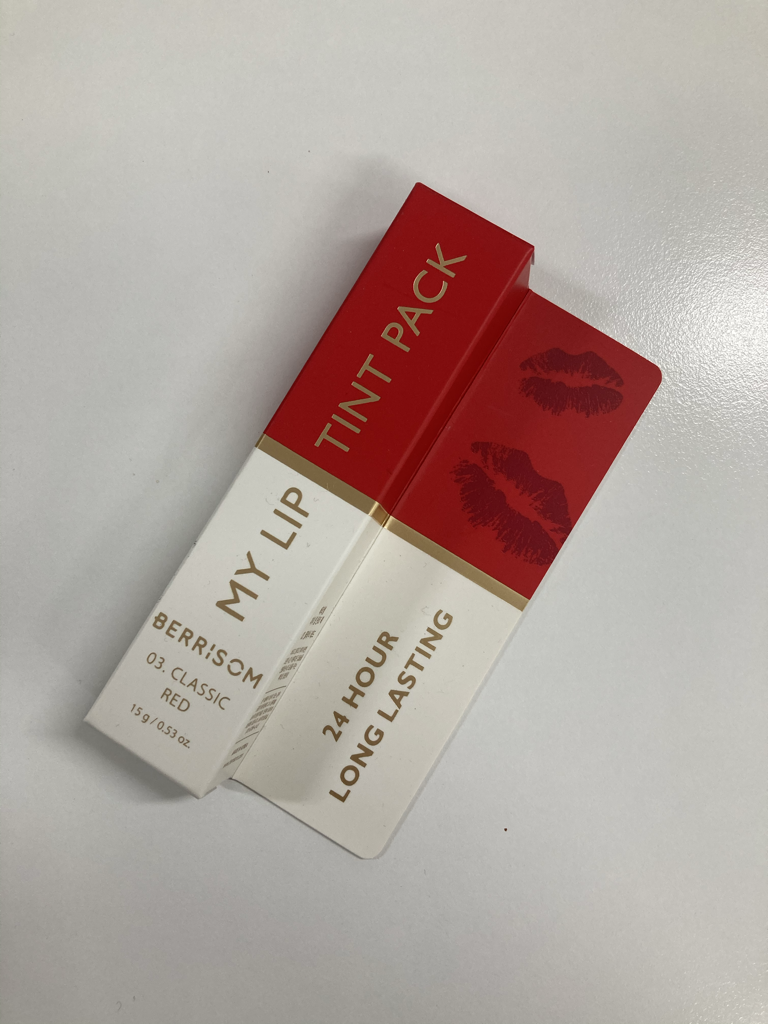 MY LIP TINT PACK
BERRISOM
03. CLASSIC
RED
15 g / 0.53 oz.
24 HOUR
LONG LASTING